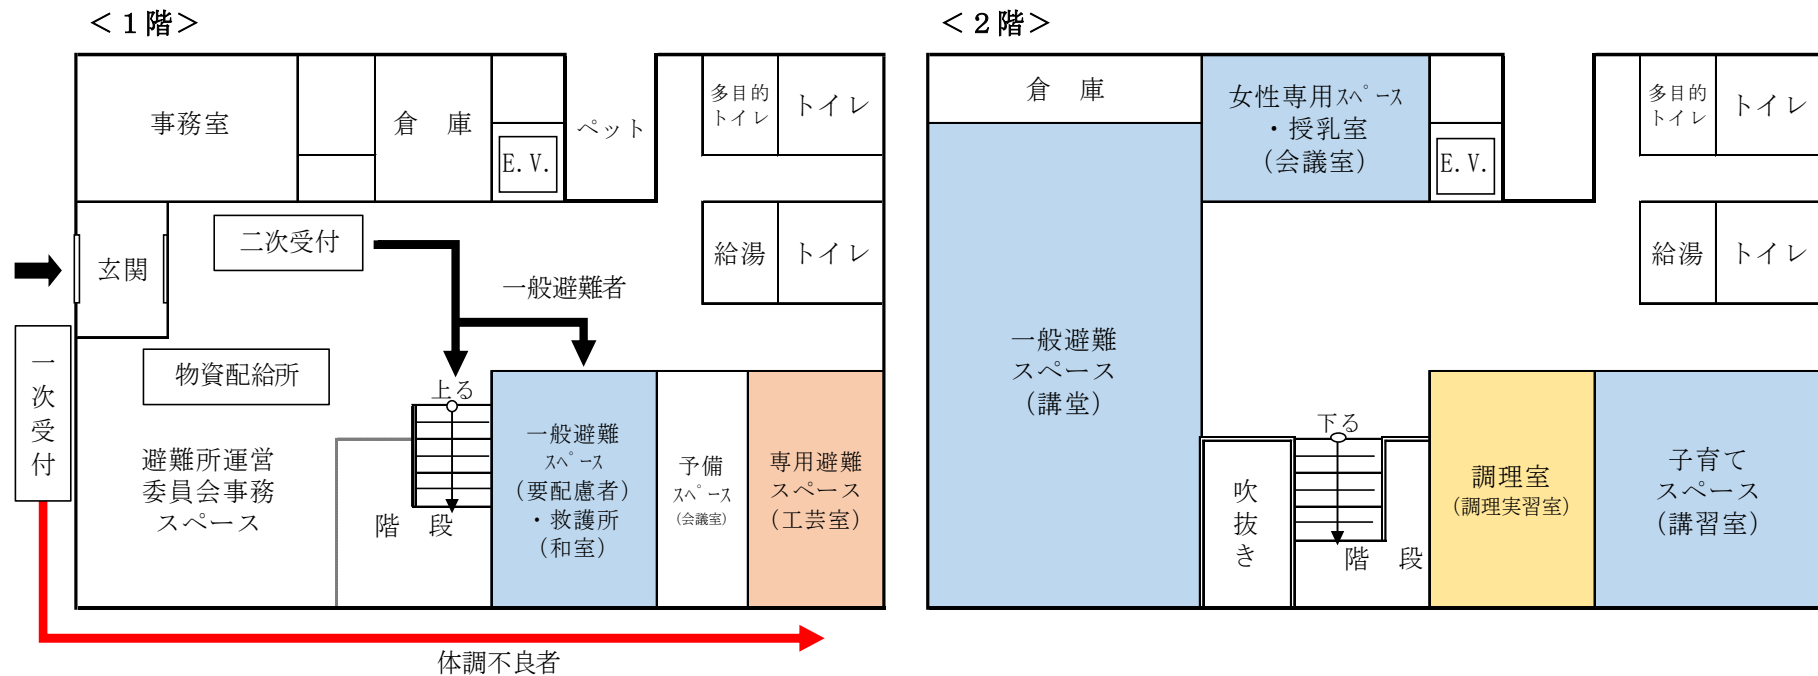 ＜１階＞
事務室
倉　庫
E.V.
ペット
多目的
トイレ
トイレ
玄関
二次受付
一般避難者
給湯
トイレ
一次受付
物資配給所
上る
避難所運営
委員会事務
スペース
階　段
一般避難
ｽﾍﾟｰｽ
（要配慮者）
・救護所
（和室）
予備
ｽﾍﾟｰｽ
（会議室）
専用避難
スペース
（工芸室）
体調不良者
＜２階＞
倉　庫
女性専用ｽﾍﾟｰｽ
・授乳室
（会議室）
E.V.
多目的
トイレ
トイレ
給湯
トイレ
一般避難
スペース
（講堂）
吹抜き
下る
階　段
調理室
（調理実習室）
子育て
スペース
（講習室）